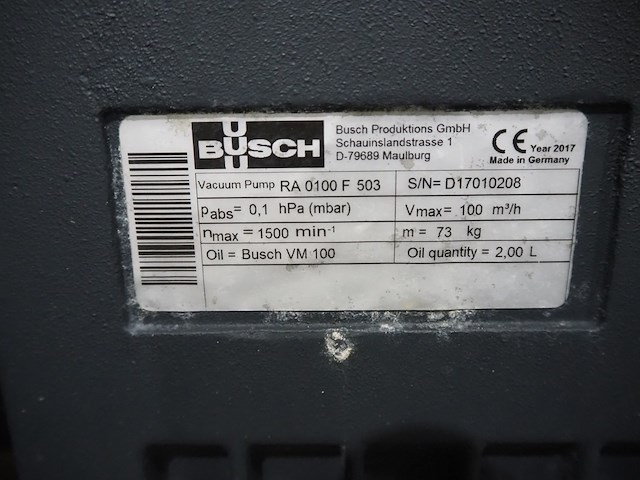 BUSCH
Busch Produktions GmbH
Schauinslandstrasse 1
D-79689 Maulburg
CE Year 2017
Made in Germany
Vacuum Pump RA 0100 F 503
S/N= D17010208
Pabs= 0,1 hPa (mbar)
Vmax= 100 m³/h
nmax= 1500 min-1
m = 73 kg
Oil = Busch VM 100
Oil quantity = 2,00 L